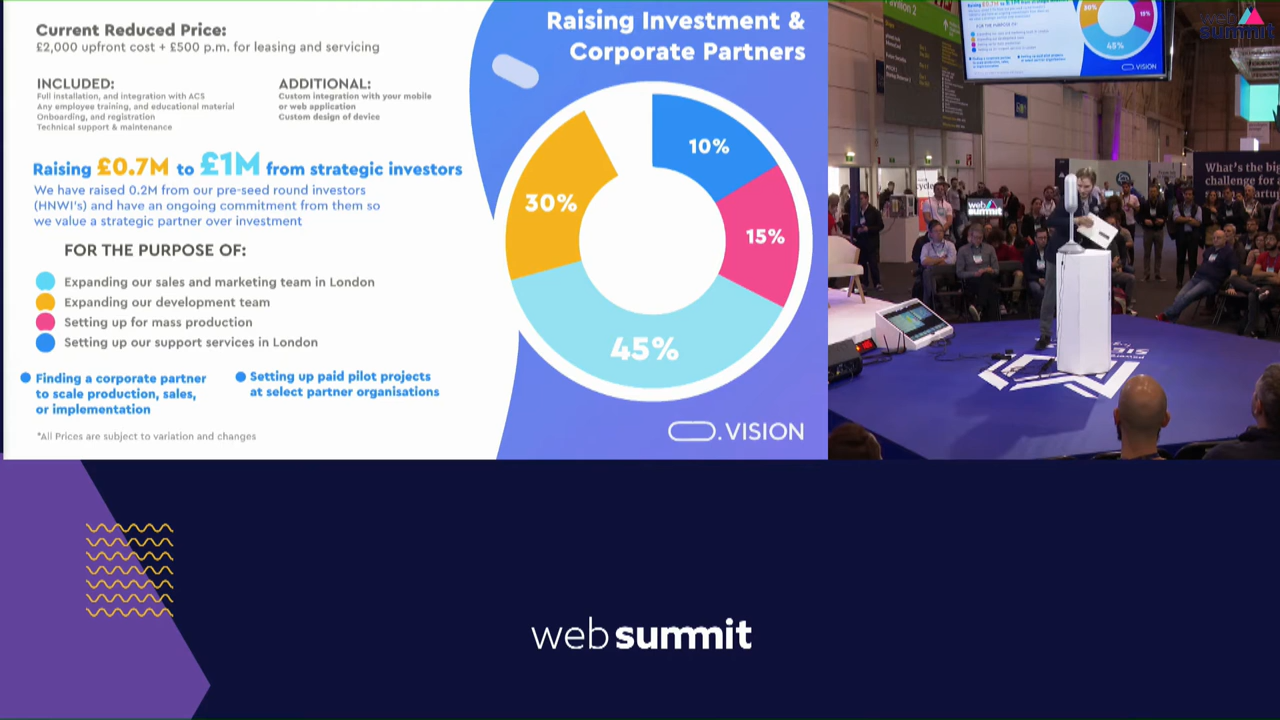 Current Reduced Price:
£2,000 upfront cost + £500 p.m. for leasing and servicing
INCLUDED:
Full installation, and integration with ACS
Any employee training, and educational material
Onboarding, and registration
Technical support & maintenance
ADDITIONAL:
Custom integration with your mobile
or web application
Custom design of device
Raising £0.7M to £1M from strategic investors
We have raised 0.2M from our pre-seed round investors
(HNWI's) and have an ongoing commitment from them so
we value a strategic partner over investment
FOR THE PURPOSE OF:
Expanding our sales and marketing team in London
Expanding our development team
Setting up for mass production
Setting up our support services in London
Finding a corporate partner
to scale production, sales,
or implementation
Setting up paid pilot projects
at select partner organisations
*All Prices are subject to variation and changes
Raising Investment &
Corporate Partners
10%
30%
15%
45%
.VISION
Pavilion 2
30%
15%
45%
.VISION
web
summit
What's the big
challenge for
web
summit
web summit